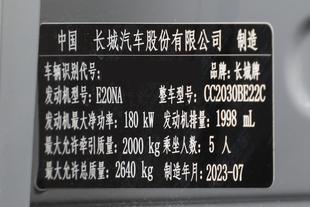 中国 长城汽车股份有限公司 制造
车辆识别代号: 品牌:长城牌
发动机型号:E20NA 整车型号:CC2030BE22C
发动机最大净功率:180 kW 发动机排量:1998 mL
最大允许牵引质量:2000 kg 乘坐人数:5 人
最大允许总质量:2640 kg 制造年月:2023-07